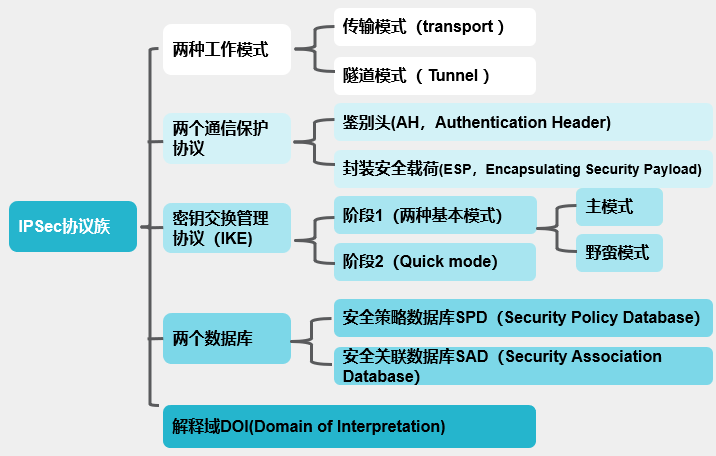 两种工作模式
传输模式（transport ）
隧道模式（ Tunnel ）
两个通信保护
协议
鉴别头(AH，Authentication Header)
封装安全载荷(ESP，Encapsulating Security Payload)
IPSec协议族
密钥交换管理
协议（IKE)
阶段1（两种基本模式）
主模式
野蛮模式
阶段2（Quick mode）
两个数据库
安全策略数据库SPD（Security Policy Database）
安全关联数据库SAD（Security Association
Database）
解释域DOI(Domain of Interpretation)